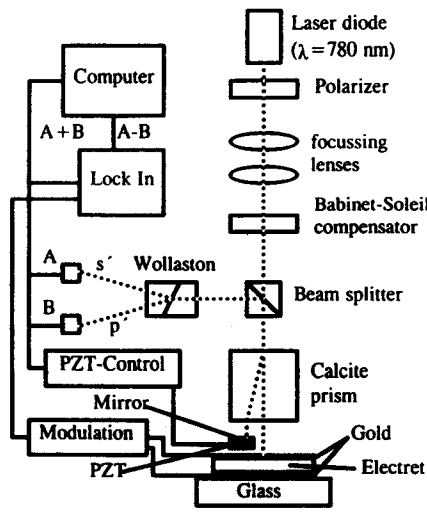 Laser diode
(λ = 780 nm)
Computer
Polarizer
A+B
A-B
focussing
lenses
Lock In
Babinet-Soleil
compensator
A
s´
Wollaston
B
p´
Beam splitter
PZT-Control
Calcite
prism
Mirror
Modulation
Gold
PZT
Electret
Glass